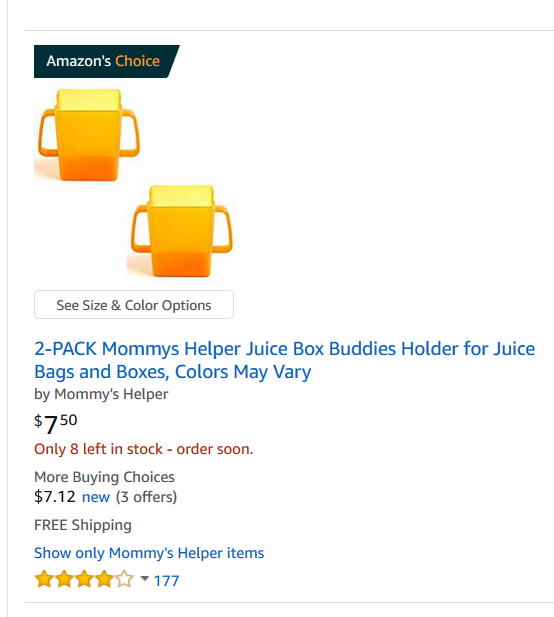 Amazon's Choice
See Size & Color Options
2-PACK Mommys Helper Juice Box Buddies Holder for Juice
Bags and Boxes, Colors May Vary
by Mommy's Helper
$7 50
Only 8 left in stock - order soon.
More Buying Choices
$7.12 new (3 offers)
FREE Shipping
Show only Mommy's Helper items
177